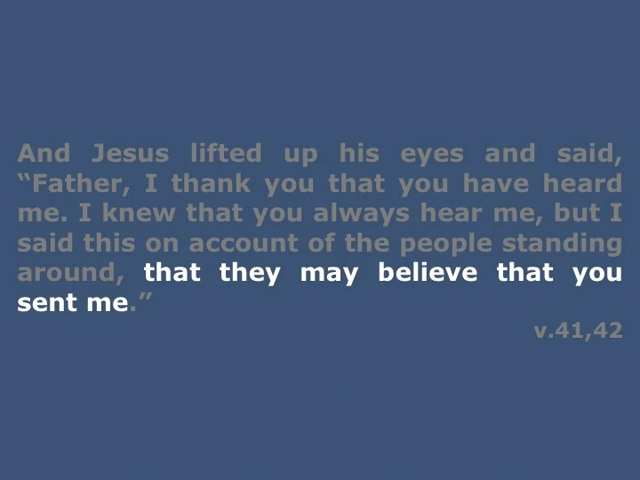 And Jesus lifted up his eyes and said,
“Father, I thank you that you have heard
me. I knew that you always hear me, but I
said this on account of the people standing
around, that they may believe that you
sent me.”
v.41,42